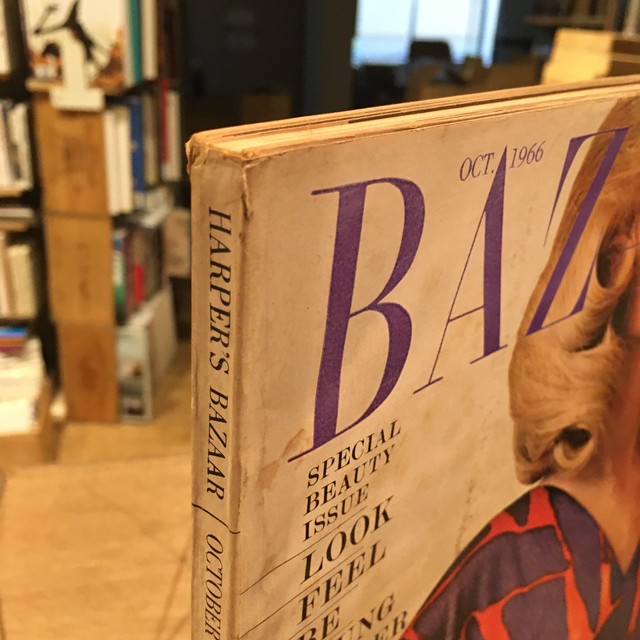 HARPER'S BAZAAR / OCTOBER
OCT. 1966
BAZ
SPECIAL
BEAUTY
ISSUE
LOOK
FEEL
BE